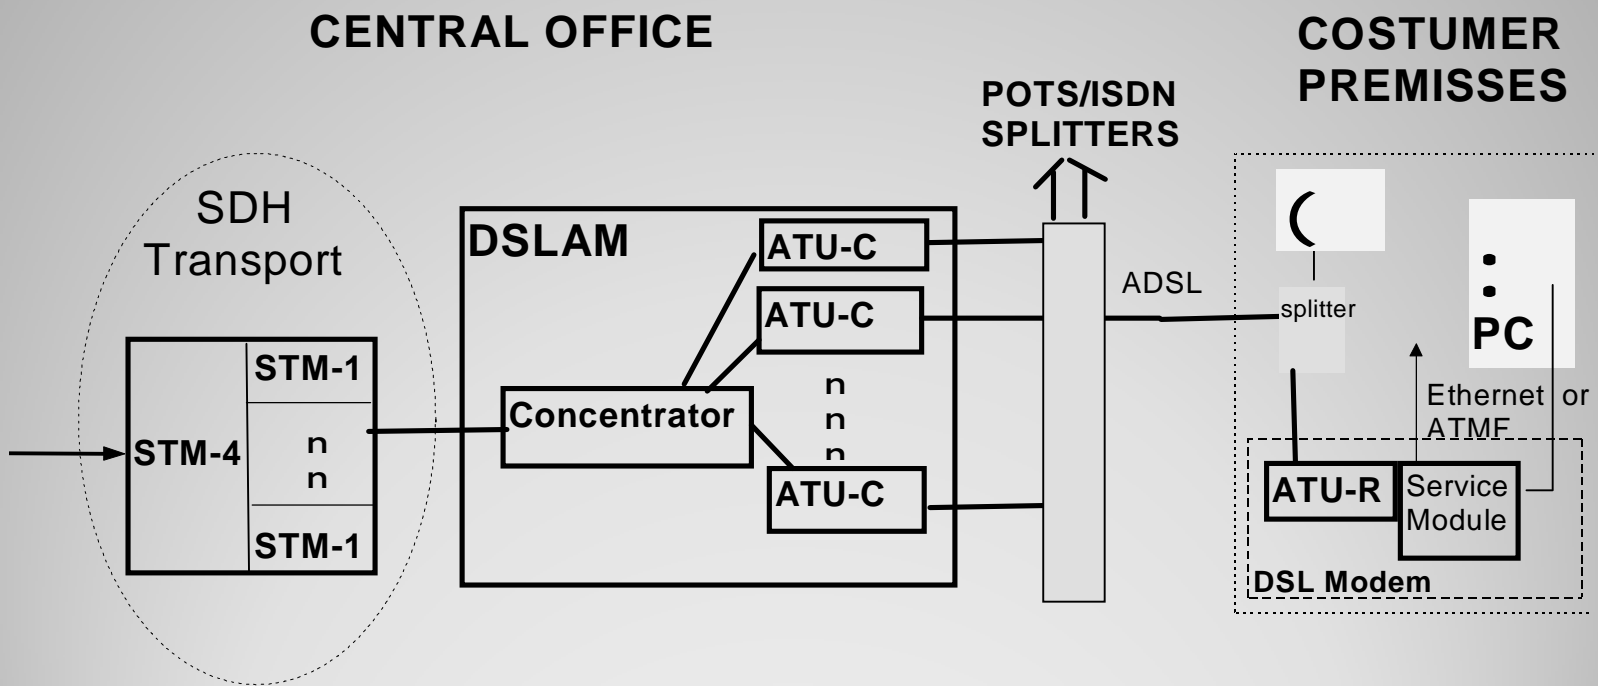 CENTRAL OFFICE
COSTUMER
PREMISSES
POTS/ISDN
SPLITTERS
SDH
Transport
STM-4
STM-1
n
n
STM-1
DSLAM
Concentrator
ATU-C
ATU-C
n
n
n
ATU-C
ADSL
(
splitter
:
PC
Ethernet or
ATMF
ATU-R
Service
Module
DSL Modem